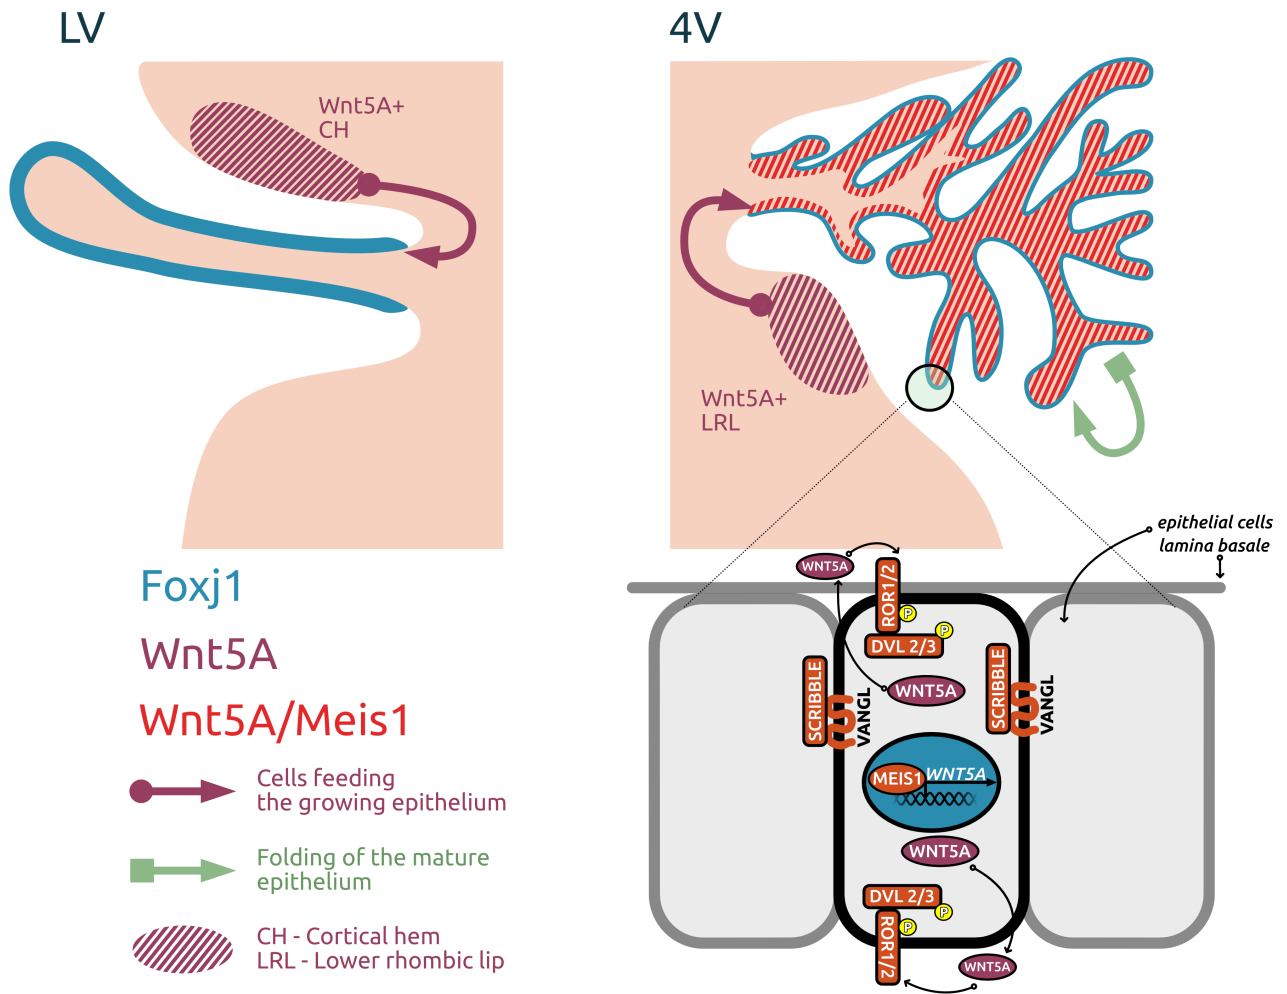 LV
Wnt5A+
CH
4V
Wnt5A+
LRL
Foxj1
Wnt5A
Wnt5A/Meis1
Cells feeding
the growing epithelium
Folding of the mature
epithelium
CH - Cortical hem
LRL - Lower rhombic lip
epithelial cells
lamina basale
WNT5A
ROR1/2
P
P
DVL 2/3
WNT5A
SCRIBBLE
VANGL
SCRIBBLE
VANGL
MEIS1
WNT5A
WNT5A
DVL 2/3
P
P
ROR1/2
WNT5A